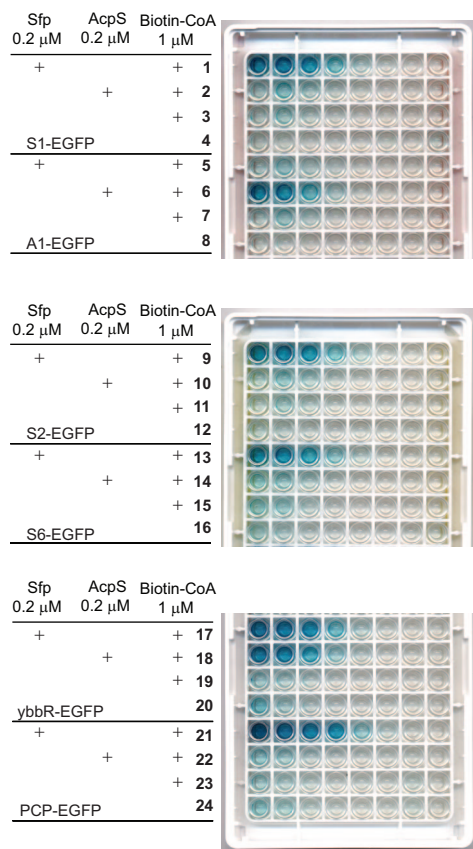 Sfp AcpS Biotin-CoA
0.2 µM 0.2 µM 1 µM
+ + 1
+ + 2
+ 3
4
S1-EGFP
+ + 5
+ + 6
+ 7
8
A1-EGFP
Sfp AcpS Biotin-CoA
0.2 µM 0.2 µM 1 µM
+ + 9
+ + 10
+ 11
12
S2-EGFP
+ + 13
+ + 14
+ 15
16
S6-EGFP
Sfp AcpS Biotin-CoA
0.2 µM 0.2 µM 1 µM
+ + 17
+ + 18
+ 19
20
ybbR-EGFP
+ + 21
+ + 22
+ 23
24
PCP-EGFP